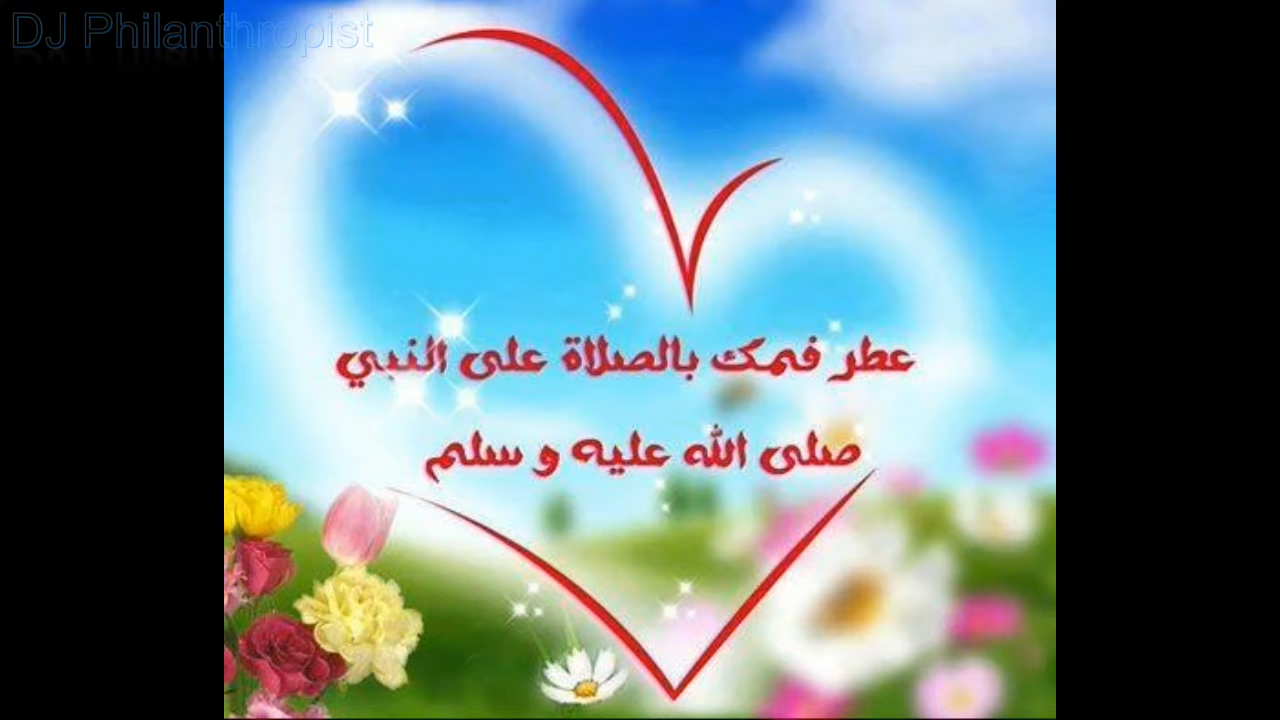 DJ Philanthropist
عطر فمك بالصلاة على النبي
صلى الله عليه و سلم